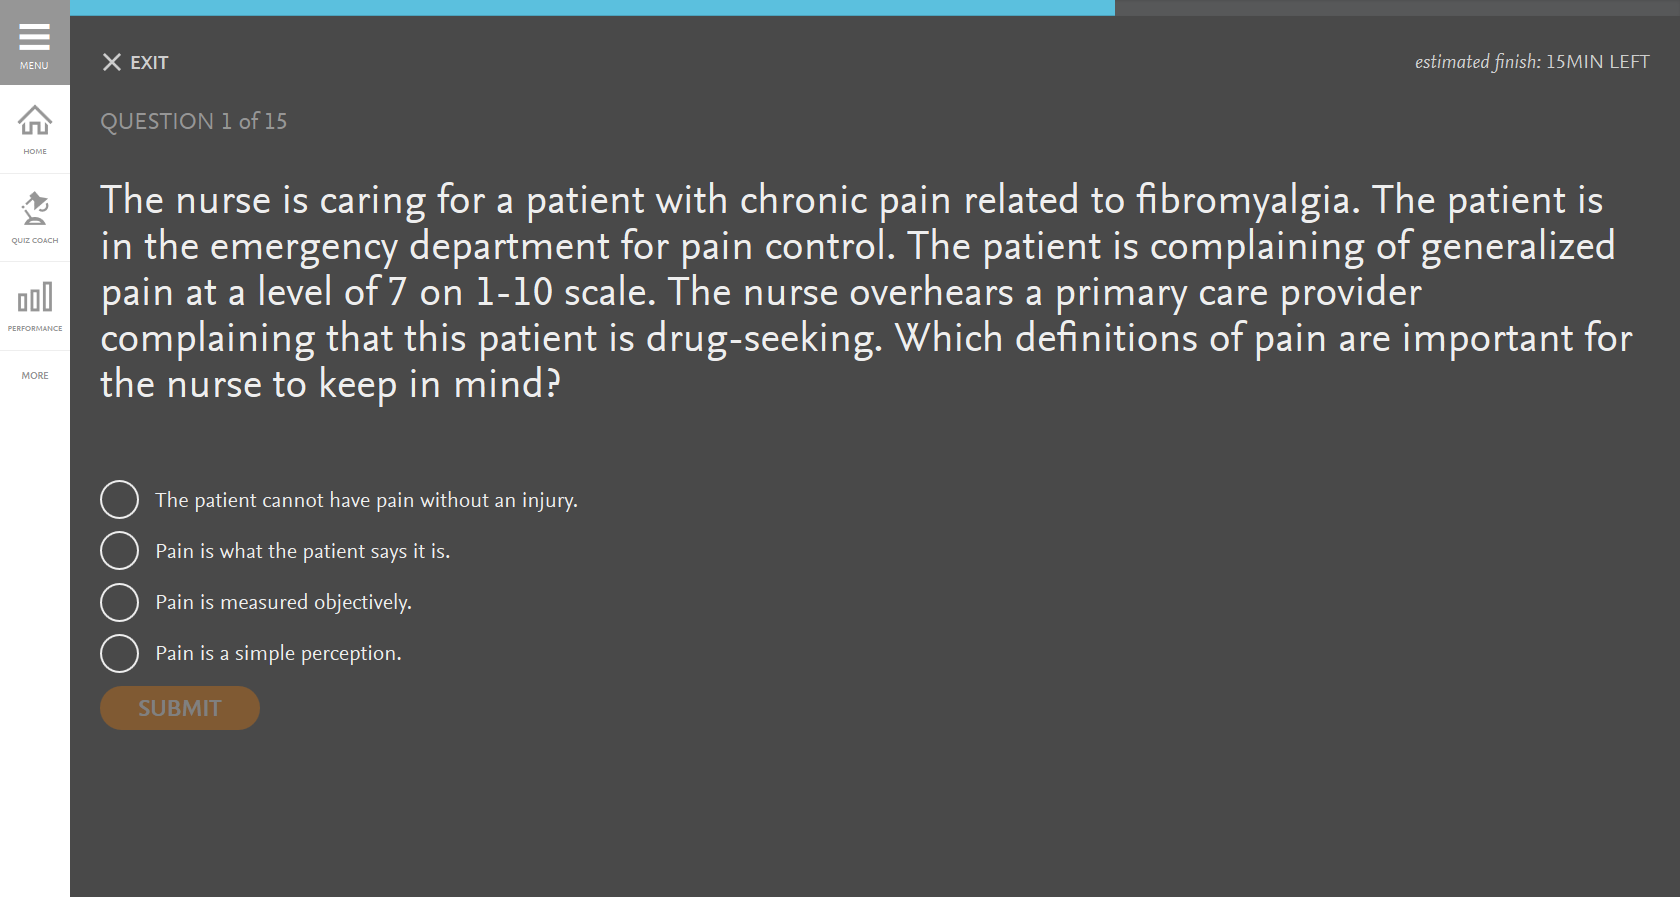 MENU
HOME
QUIZ COACH
PERFORMANCE
MORE
EXIT
estimated finish: 15MIN LEFT
QUESTION 1 of 15
The nurse is caring for a patient with chronic pain related to fibromyalgia. The patient is
in the emergency department for pain control. The patient is complaining of generalized
pain at a level of 7 on 1-10 scale. The nurse overhears a primary care provider
complaining that this patient is drug-seeking. Which definitions of pain are important for
the nurse to keep in mind?
The patient cannot have pain without an injury.
Pain is what the patient says it is.
Pain is measured objectively.
Pain is a simple perception.
SUBMIT